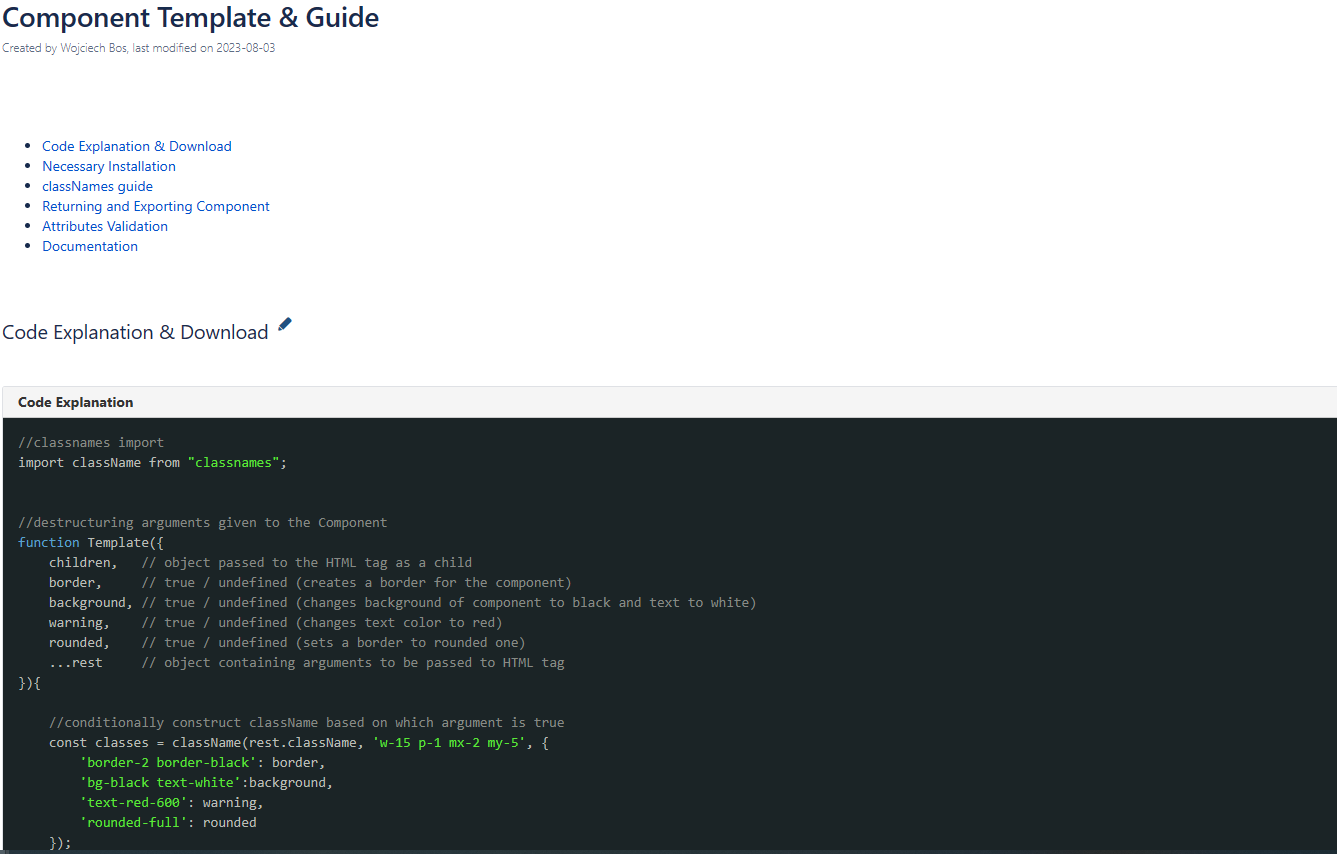 Component Template & Guide
Created by Wojciech Bos, last modified on 2023-08-03
Code Explanation & Download
Necessary Installation
classNames guide
Returning and Exporting Component
Attributes Validation
Documentation
Code Explanation & Download
Code Explanation
//classnames import
import className from "classnames";
//destructuring arguments given to the Component
function Template({
    children,   // object passed to the HTML tag as a child
    border,     // true / undefined (creates a border for the component)
    background, // true / undefined (changes background of component to black and text to white)
    warning,    // true / undefined (changes text color to red)
    rounded,    // true / undefined (sets a border to rounded one)
    ...rest     // object containing arguments to be passed to HTML tag
}){
    //conditionally construct className based on which argument is true
    const classes = className(rest.className, 'w-15 p-1 mx-2 my-5', {
        'border-2 border-black': border,
        'bg-black text-white':background,
        'text-red-600': warning,
        'rounded-full': rounded
    });